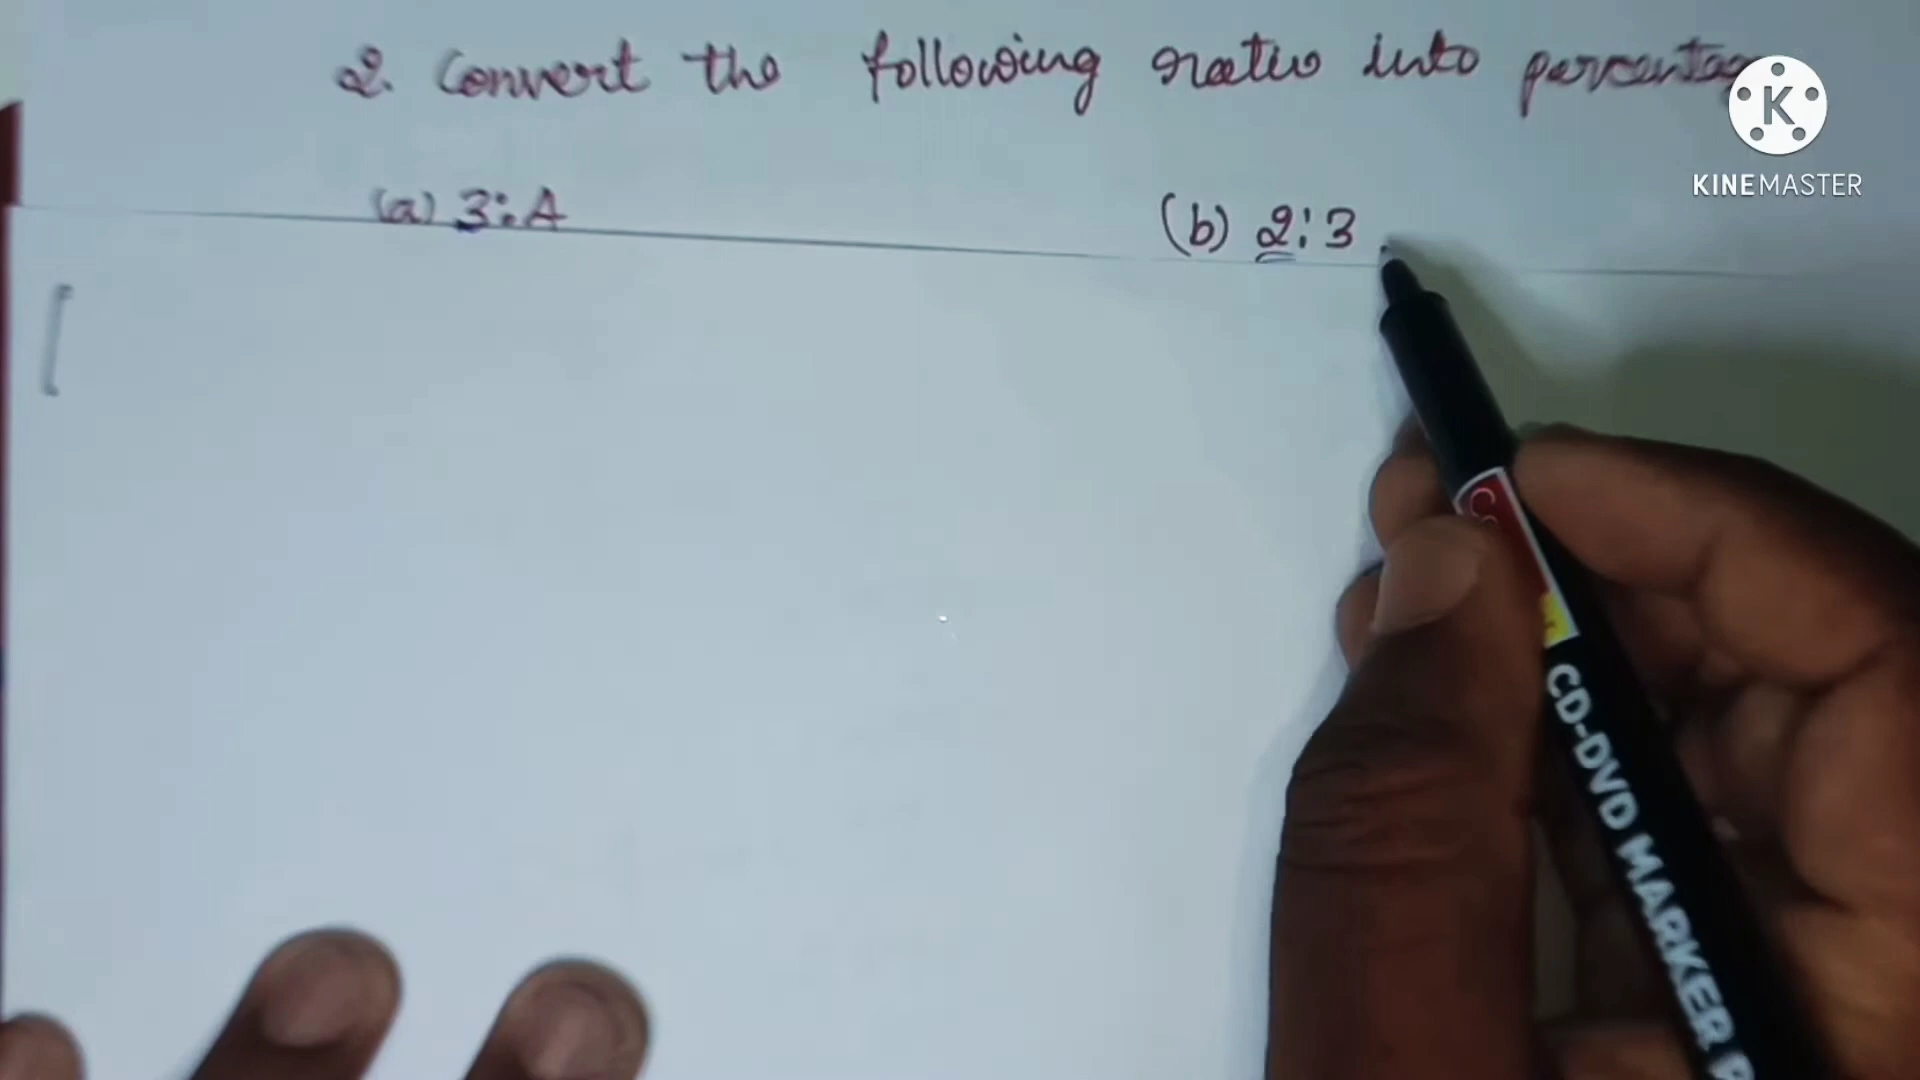 2. Convert the following ratio into percentage
K
KINEMASTER
(a) 3:4
(b) 2:3
CD-DVD MARKER P